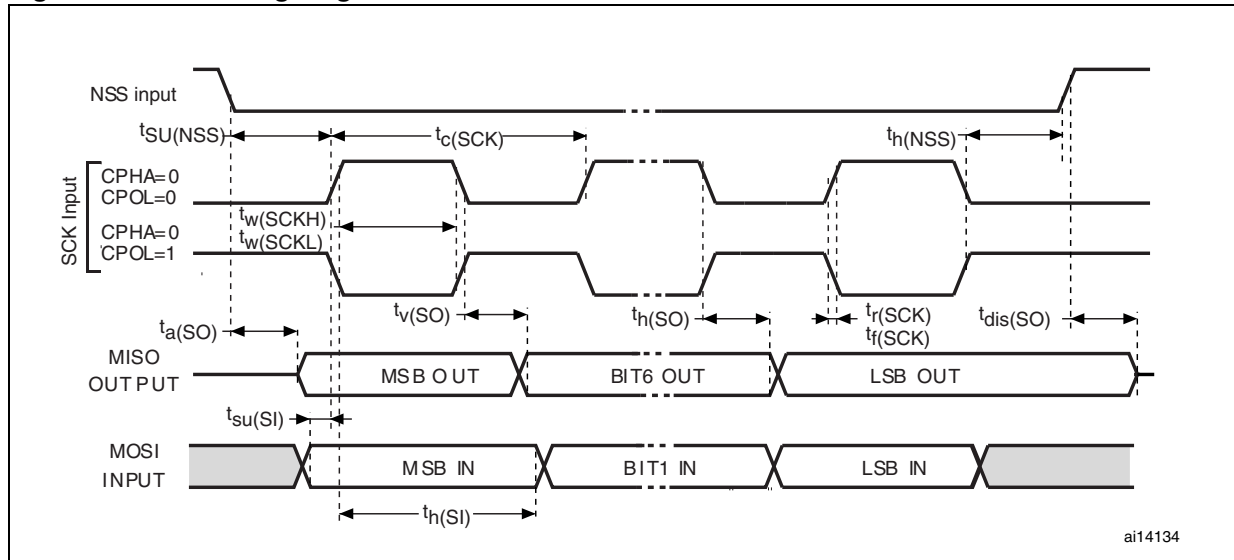 NSS input
tSU(NSS)
tc(SCK)
th(NSS)
SCK Input
CPHA=0
CPOL=0
tw(SCKH)
CPHA=0
tw(SCKL)
CPOL=1
ta(SO)
tv(SO)
th(SO)
tr(SCK)
tf(SCK)
tdis(SO)
MISO
OUTPUT
MSB OUT
BIT6 OUT
LSB OUT
tsu(SI)
MOSI
INPUT
MSB IN
BIT1 IN
LSB IN
th(SI)
ai14134